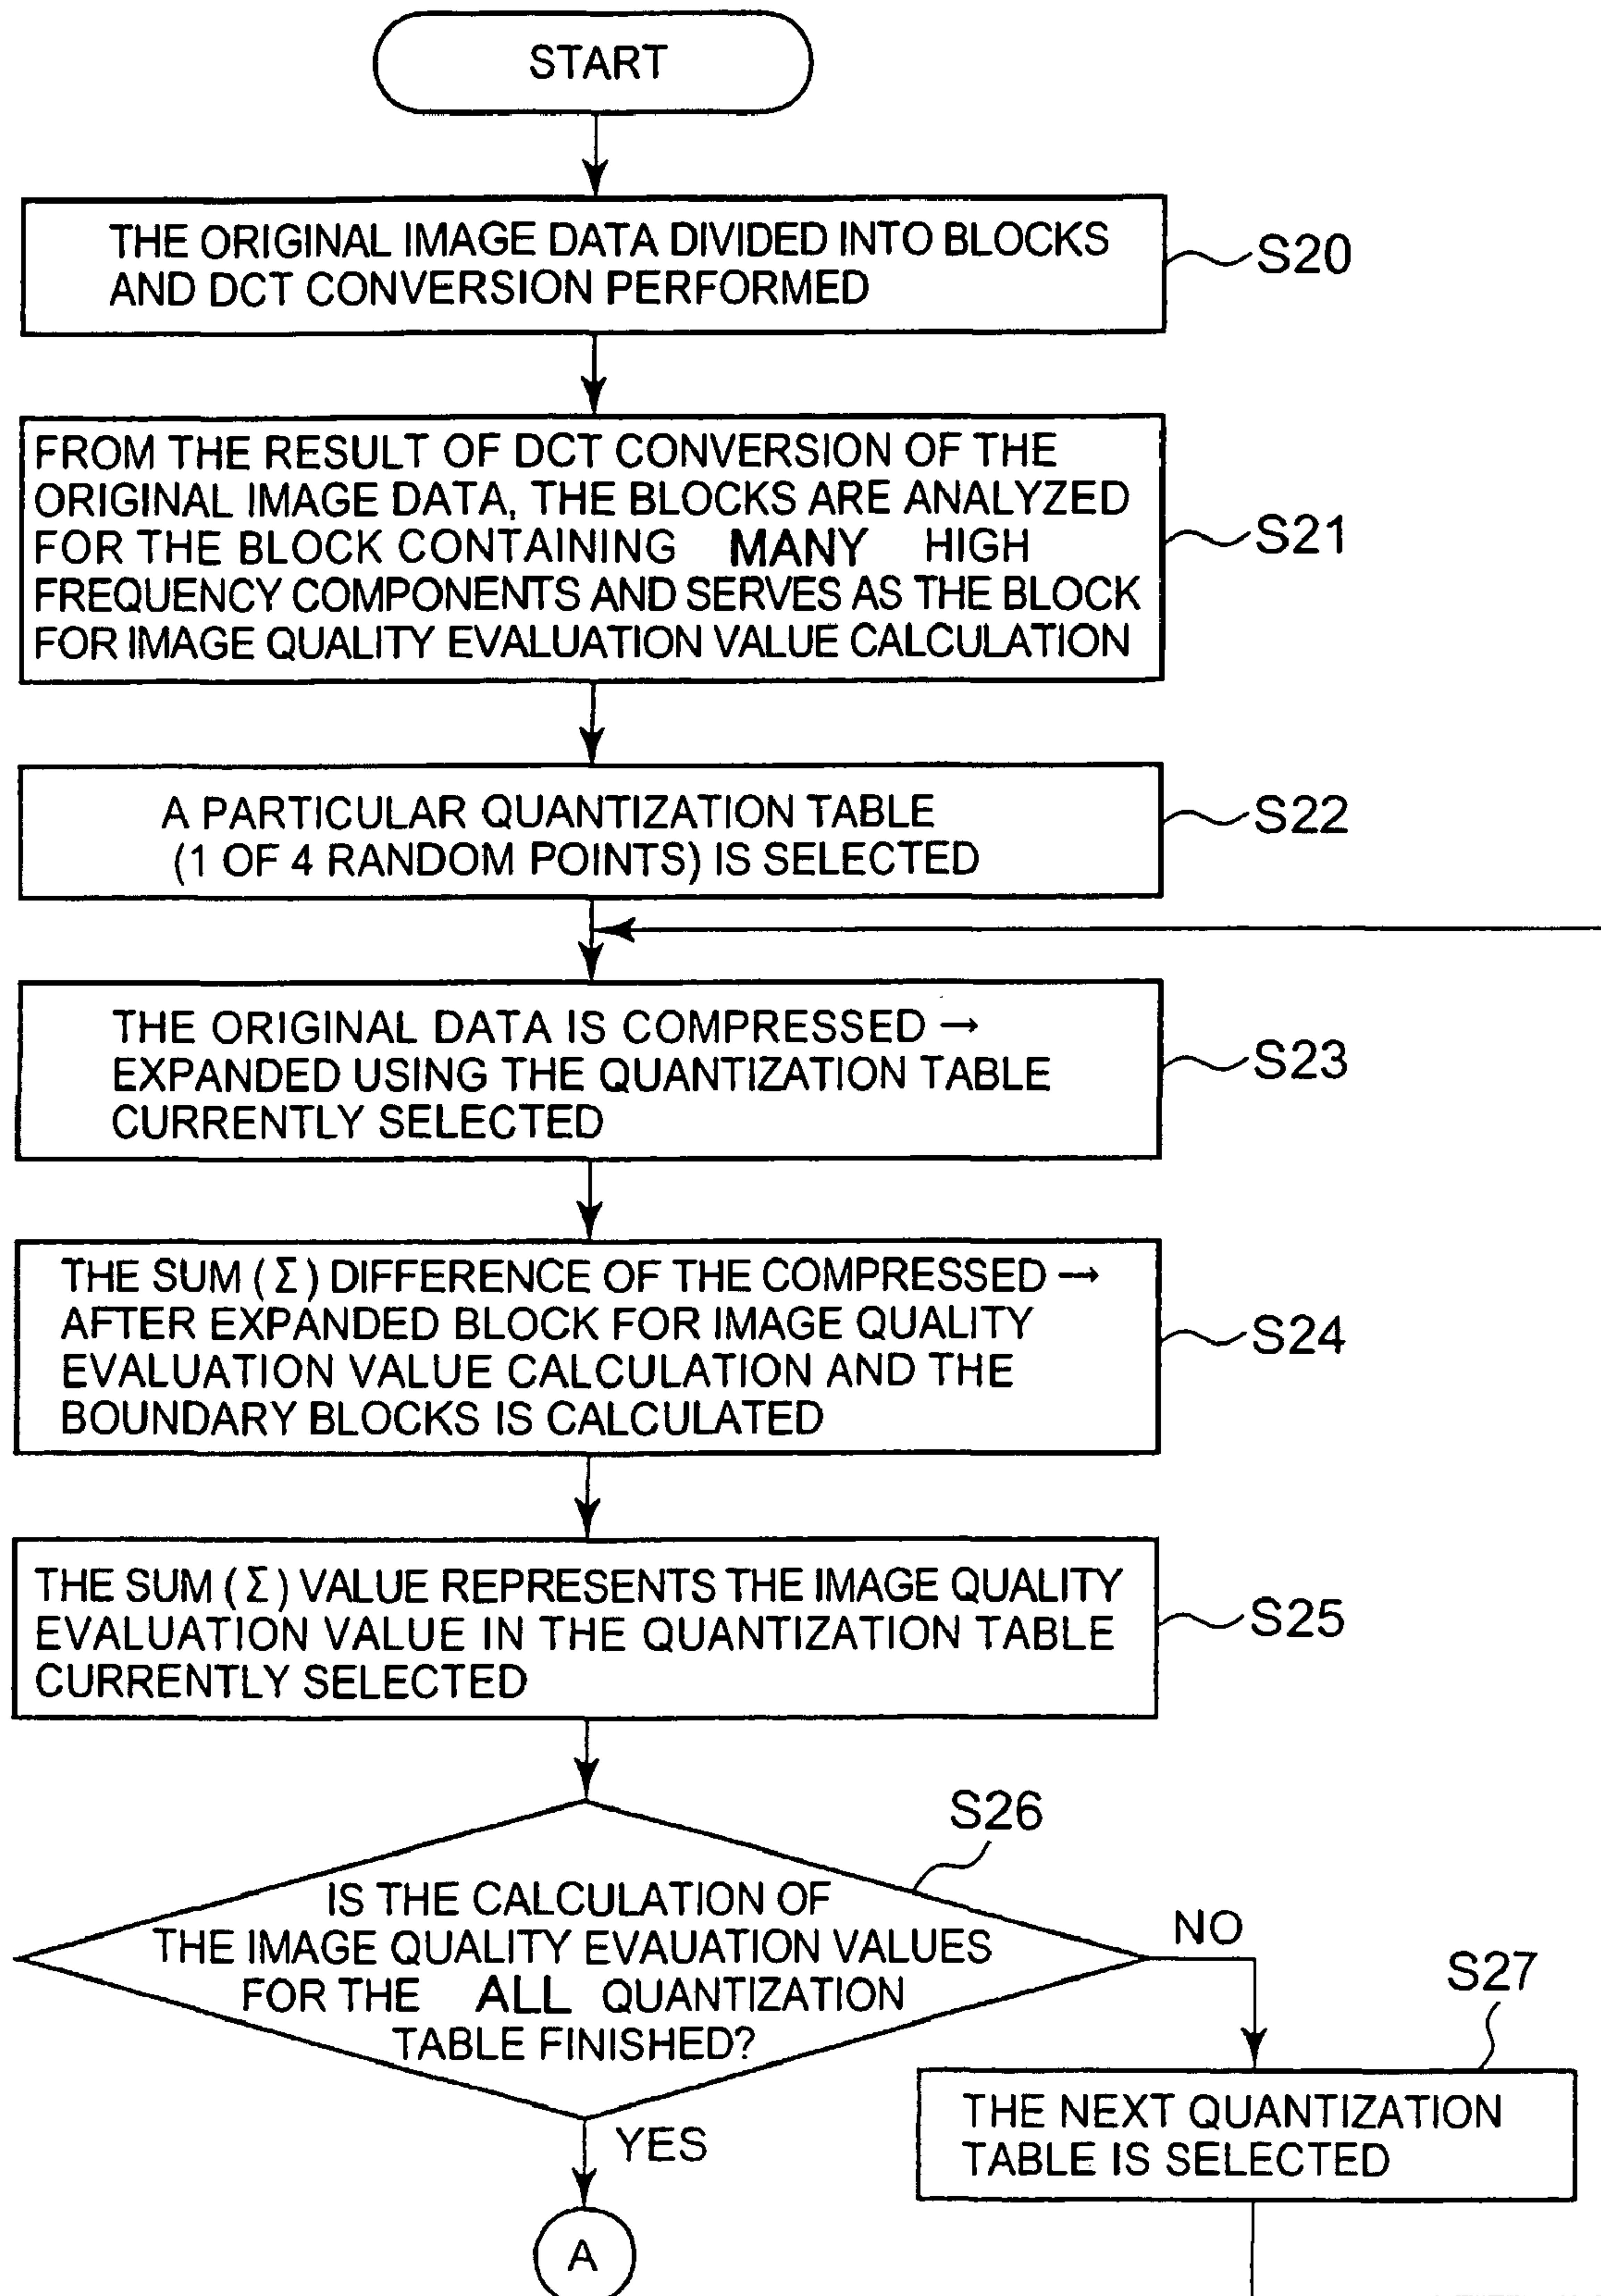 START
THE ORIGINAL IMAGE DATA DIVIDED INTO BLOCKS
AND DCT CONVERSION PERFORMED
S20
FROM THE RESULT OF DCT CONVERSION OF THE
ORIGINAL IMAGE DATA, THE BLOCKS ARE ANALYZED
FOR THE BLOCK CONTAINING MANY HIGH
FREQUENCY COMPONENTS AND SERVES AS THE BLOCK
FOR IMAGE QUALITY EVALUATION VALUE CALCULATION
S21
A PARTICULAR QUANTIZATION TABLE
(1 OF 4 RANDOM POINTS) IS SELECTED
S22
THE ORIGINAL DATA IS COMPRESSED →
EXPANDED USING THE QUANTIZATION TABLE
CURRENTLY SELECTED
S23
THE SUM (Σ) DIFFERENCE OF THE COMPRESSED →
AFTER EXPANDED BLOCK FOR IMAGE QUALITY
EVALUATION VALUE CALCULATION AND THE
BOUNDARY BLOCKS IS CALCULATED
S24
THE SUM (Σ) VALUE REPRESENTS THE IMAGE QUALITY
EVALUATION VALUE IN THE QUANTIZATION TABLE
CURRENTLY SELECTED
S25
S26
IS THE CALCULATION OF
THE IMAGE QUALITY EVAUATION VALUES
FOR THE ALL QUANTIZATION
TABLE FINISHED?
NO
S27
THE NEXT QUANTIZATION
TABLE IS SELECTED
YES
A